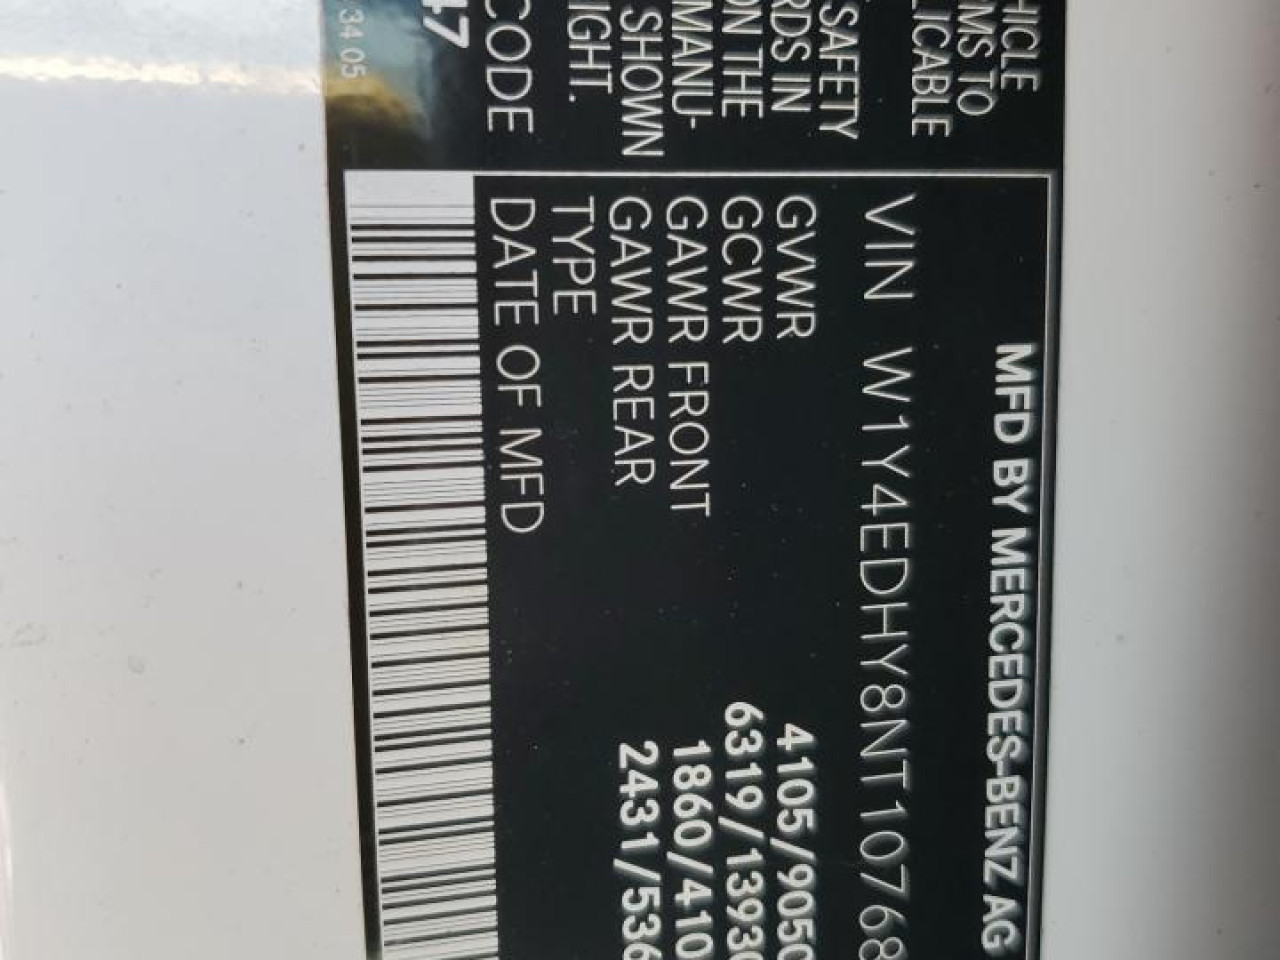 HICLE
MS TO
LICABLE
SAFETY
RDS IN
ON THE
MANU-
SHOWN
IGHT.
CODE
47
34 05
MFD BY MERCEDES-BENZ AG
VIN W1Y4EDHY8NT10768
GVWR 4105/9050
GCWR 6319/13930
GAWR FRONT 1860/410
GAWR REAR 2431/536
TYPE
DATE OF MFD